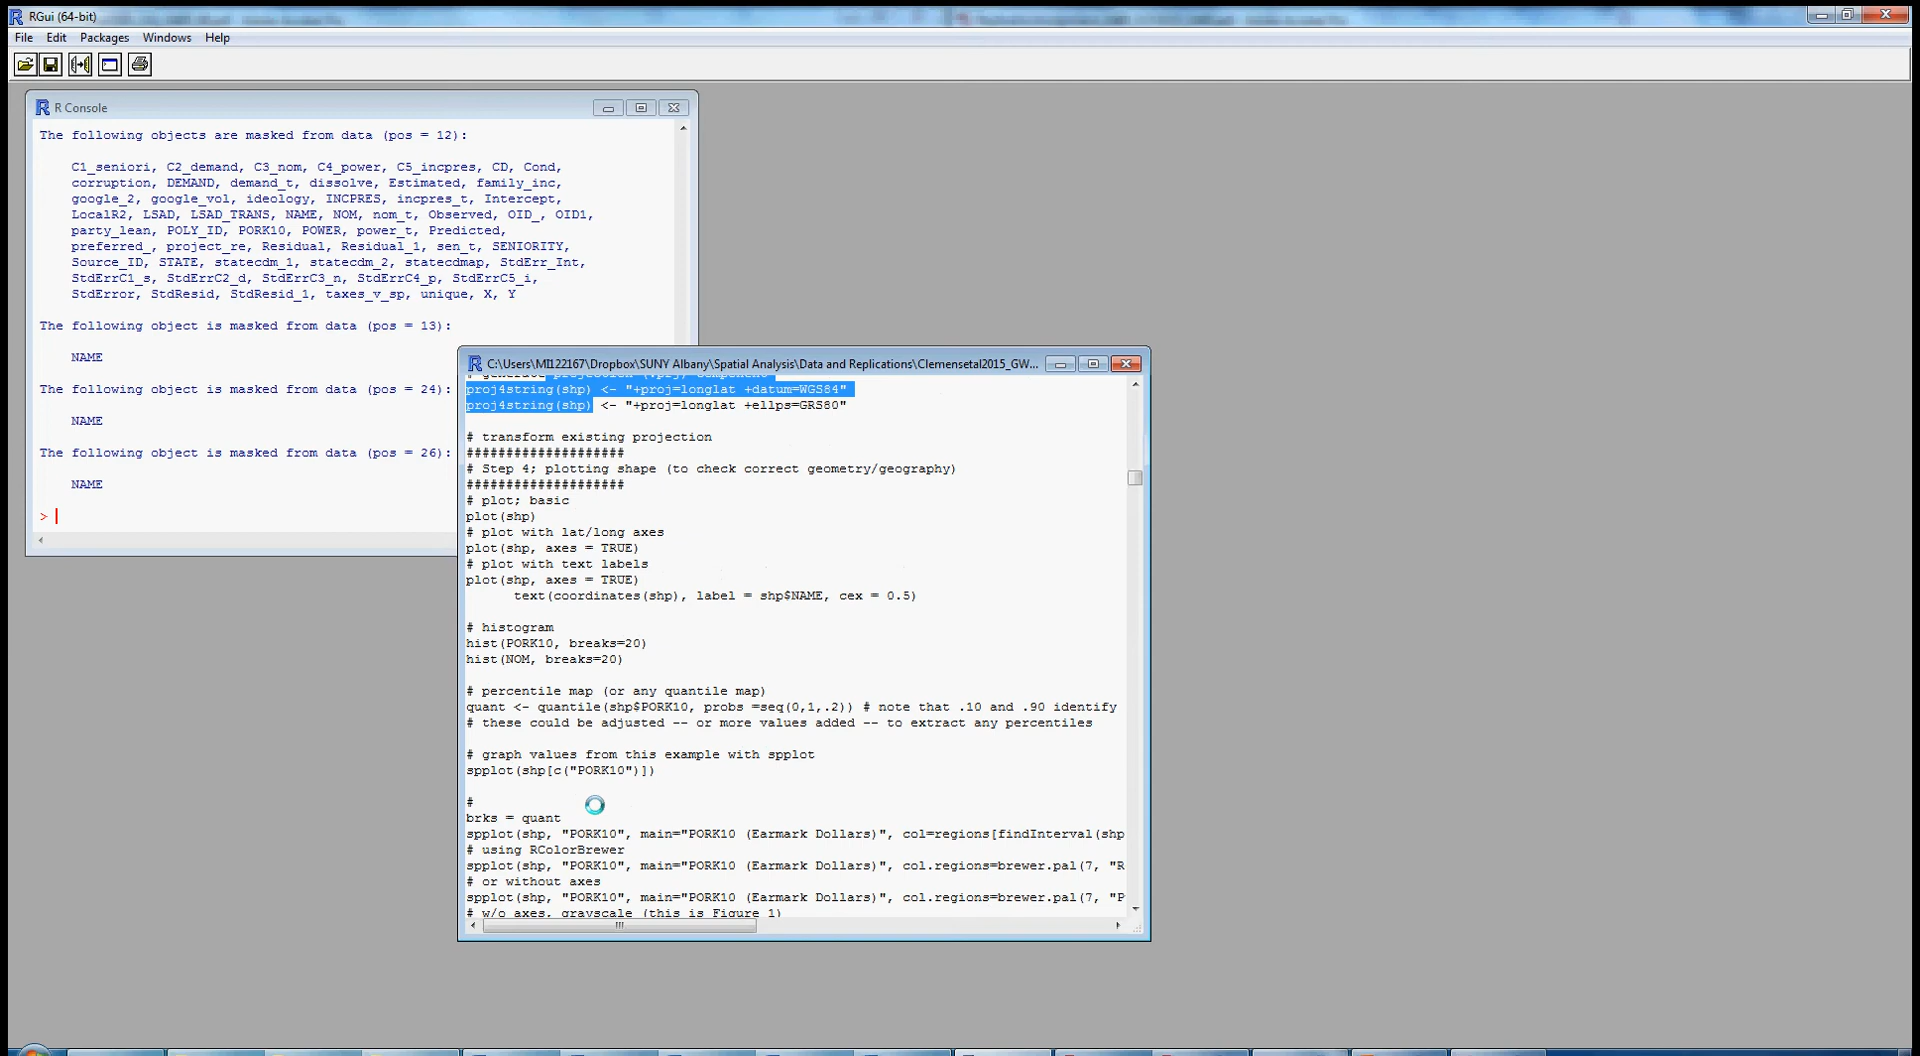 RGui (64-bit)
File Edit Packages Windows Help
R Console
The following objects are masked from data (pos = 12):
C1_seniori, C2_demand, C3_nom, C4_power, C5_incpres, CD, Cond,
corruption, DEMAND, demand_t, dissolve, Estimated, family_inc,
google_2, google_vol, ideology, INCPRES, incpres_t, Intercept,
LocalR2, LSAD, LSAD_TRANS, NAME, NOM, nom_t, Observed, OID_, OID1,
party_lean, POLY_ID, PORK10, POWER, power_t, Predicted,
preferred_, project_re, Residual, Residual_1, sen_t, SENIORITY,
Source_ID, STATE, statecdm_1, statecdm_2, statecdmap, StdErr_Int,
StdErrC1_s, StdErrC2_d, StdErrC3_n, StdErrC4_p, StdErrC5_i,
StdError, StdResid, StdResid_1, taxes_v_sp, unique, X, Y
The following object is masked from data (pos = 13):
NAME
The following object is masked from data (pos = 24):
NAME
The following object is masked from data (pos = 26):
NAME
>
C:\Users\MI122167\Dropbox\SUNY Albany\Spatial Analysis\Data and Replications\Clemensetal2015_GW...
# generate projection (.prj) component
proj4string(shp) <- "+proj=longlat +datum=WGS84"
proj4string(shp) <- "+proj=longlat +ellps=GRS80"
# transform existing projection
####################
# Step 4; plotting shape (to check correct geometry/geography)
####################
# plot; basic
plot(shp)
# plot with lat/long axes
plot(shp, axes = TRUE)
# plot with text labels
plot(shp, axes = TRUE)
text(coordinates(shp), label = shp$NAME, cex = 0.5)
# histogram
hist(PORK10, breaks=20)
hist(NOM, breaks=20)
# percentile map (or any quantile map)
quant <- quantile(shp$PORK10, probs =seq(0,1,.2)) # note that .10 and .90 identify
# these could be adjusted -- or more values added -- to extract any percentiles
# graph values from this example with spplot
spplot(shp[c("PORK10")])
#
brks = quant
spplot(shp, "PORK10", main="PORK10 (Earmark Dollars)", col=regions[findInterval(shp
# using RColorBrewer
spplot(shp, "PORK10", main="PORK10 (Earmark Dollars)", col.regions=brewer.pal(7, "R
# or without axes
spplot(shp, "PORK10", main="PORK10 (Earmark Dollars)", col.regions=brewer.pal(7, "P
# w/o axes, grayscale (this is Figure 1)